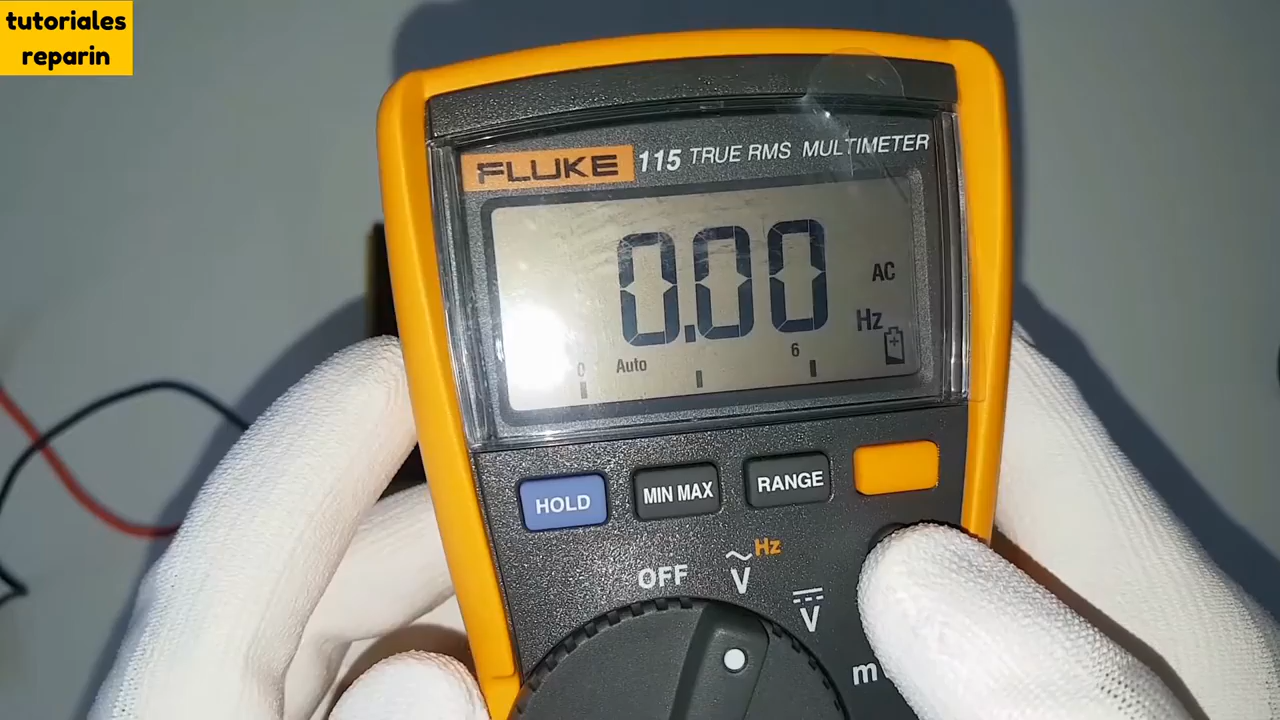 tutoriales
reparin
FLUKE 115 TRUE RMS MULTIMETER
0.00
AC
Hz
0 Auto 6
HOLD
MIN MAX
RANGE
OFF
Ṽ Hz
V
m